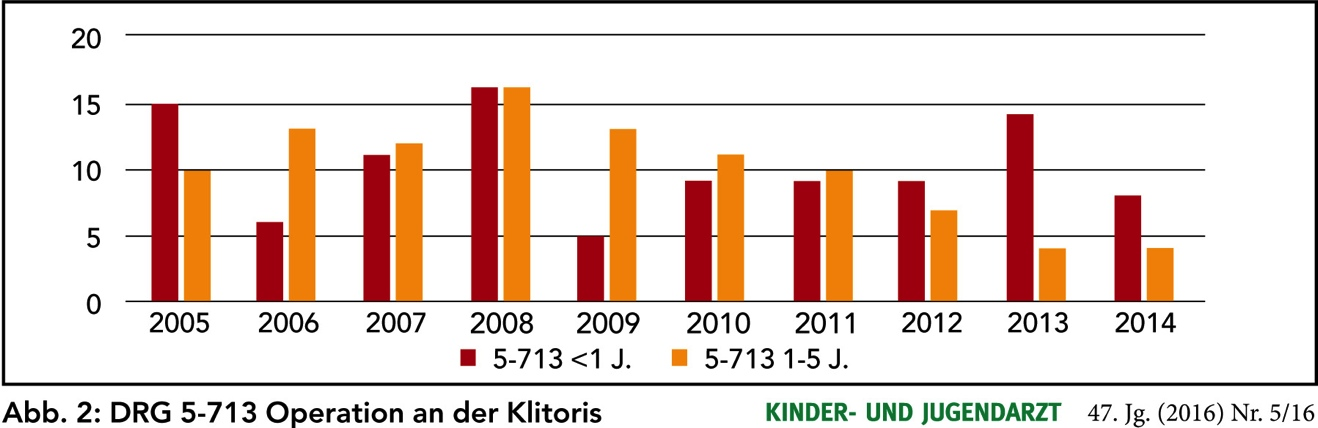 20
15
10
5
0
2005 2006 2007 2008 2009 2010 2011 2012 2013 2014
5-713 <1 J. 5-713 1-5 J.
Abb. 2: DRG 5-713 Operation an der Klitoris KINDER- UND JUGENDARZT 47. Jg. (2016) Nr. 5/16